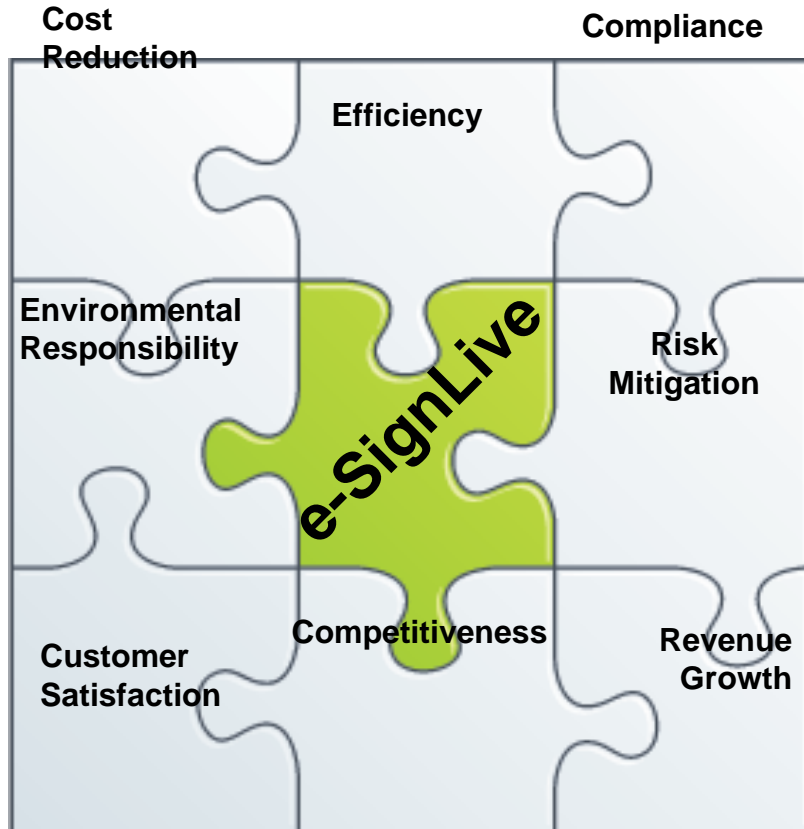 Cost
Reduction
Compliance
Efficiency
Environmental
Responsibility
e-SignLive
Risk
Mitigation
Customer
Satisfaction
Competitiveness
Revenue
Growth